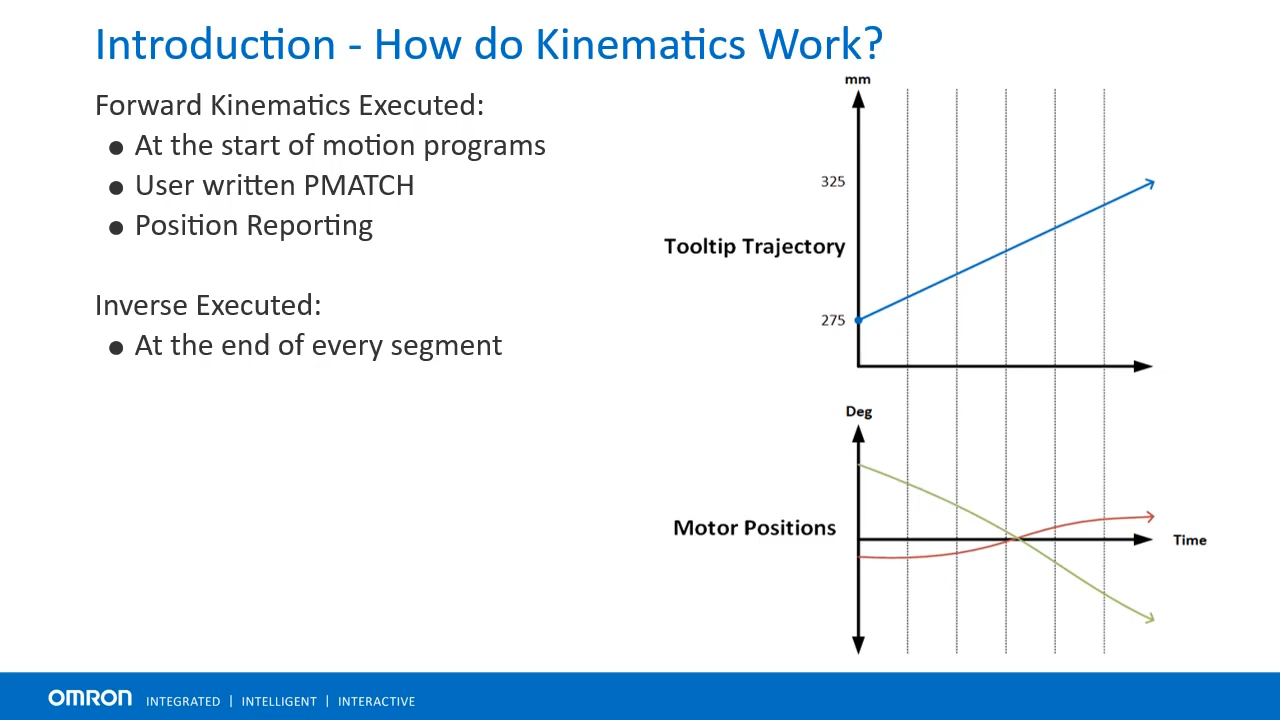 Introduction - How do Kinematics Work?
Forward Kinematics Executed:
● At the start of motion programs
● User written PMATCH
● Position Reporting
Inverse Executed:
● At the end of every segment
mm
325
Tooltip Trajectory
275
Deg
Motor Positions
Time
OMRON INTEGRATED | INTELLIGENT | INTERACTIVE